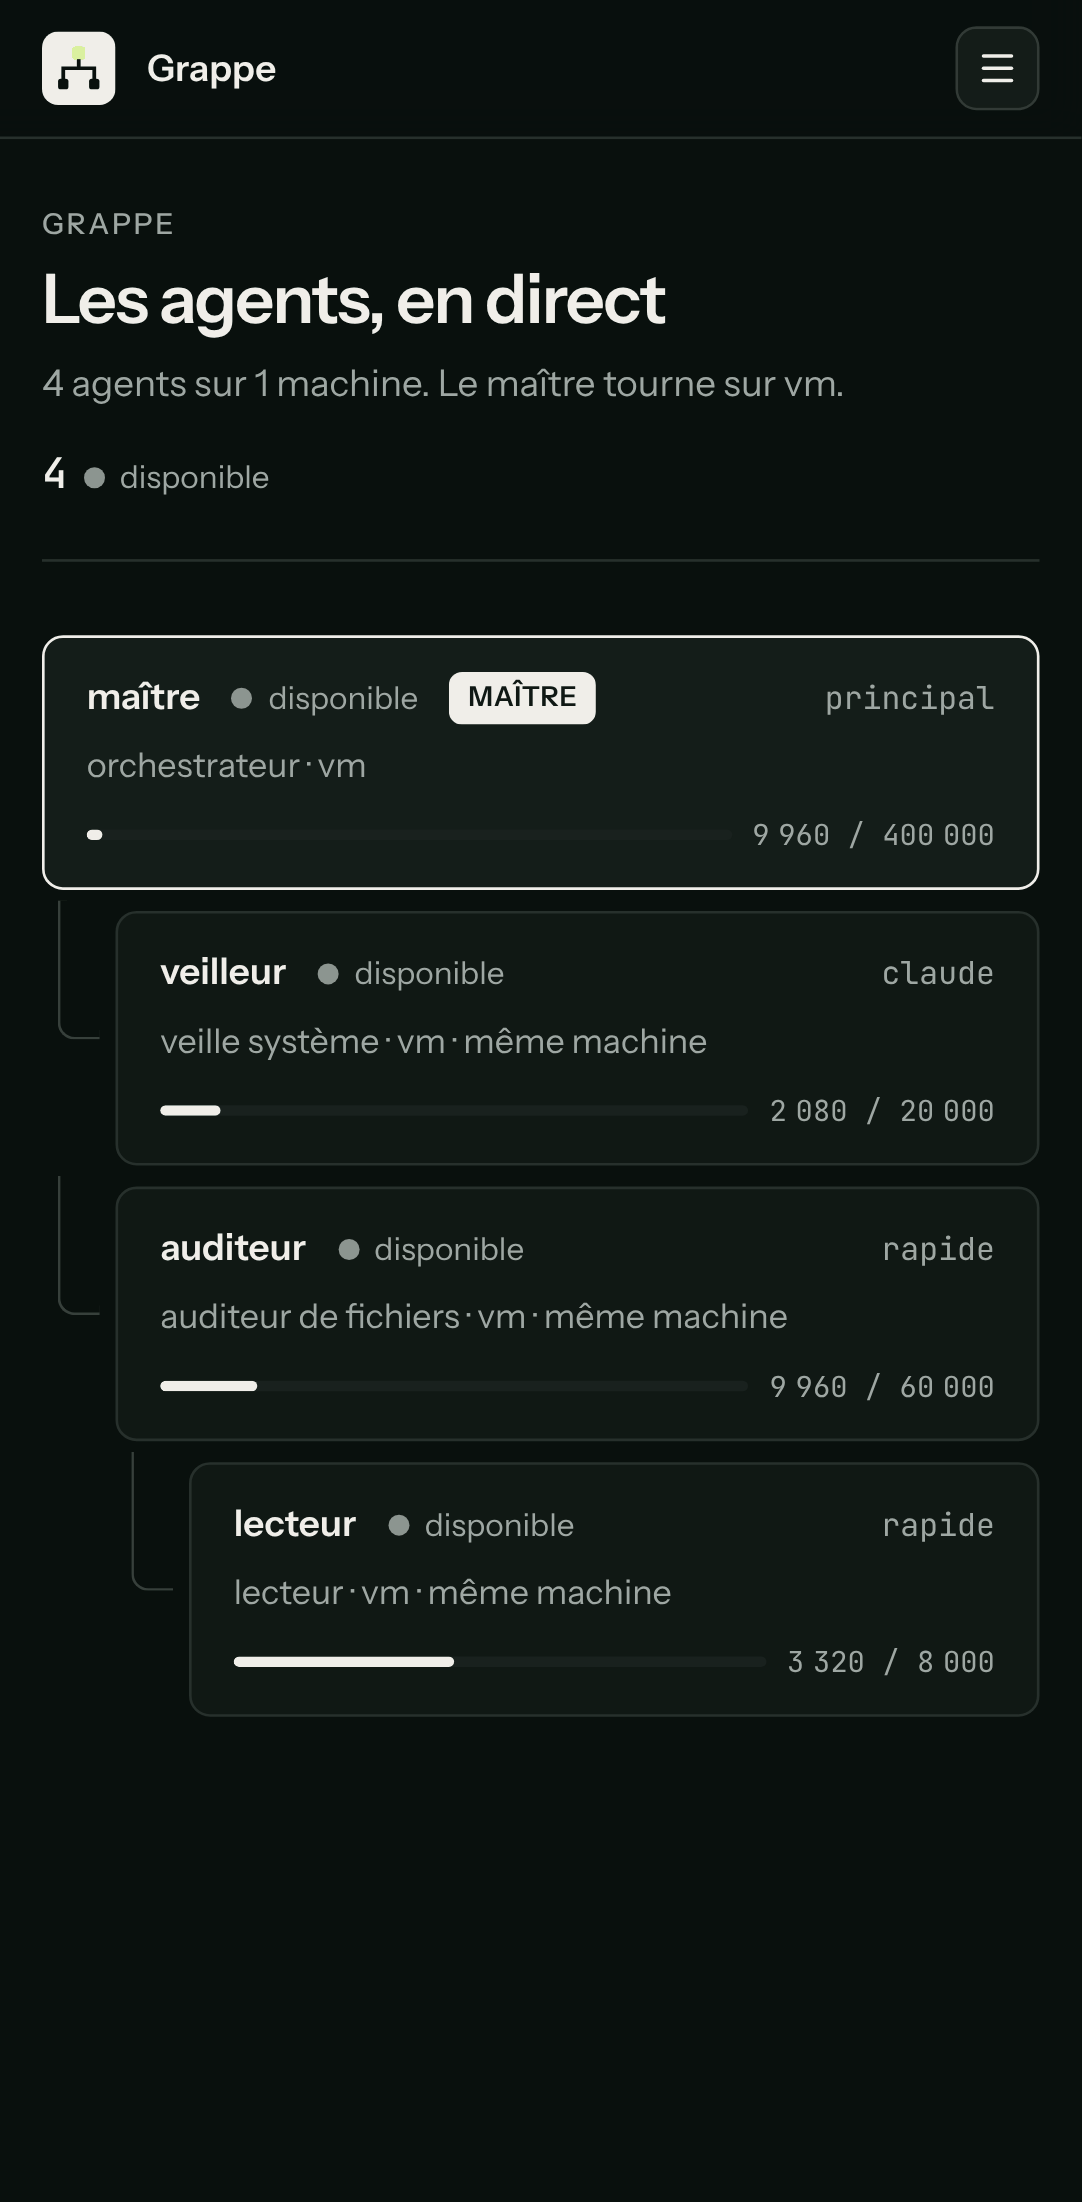 Grappe
GRAPPE
Les agents, en direct
4 agents sur 1 machine. Le maître tourne sur vm.
4 disponible
maître disponible MAÎTRE principal
orchestrateur · vm
9 960 / 400 000
veilleur disponible claude
veille système · vm · même machine
2 080 / 20 000
auditeur disponible rapide
auditeur de fichiers · vm · même machine
9 960 / 60 000
lecteur disponible rapide
lecteur · vm · même machine
3 320 / 8 000